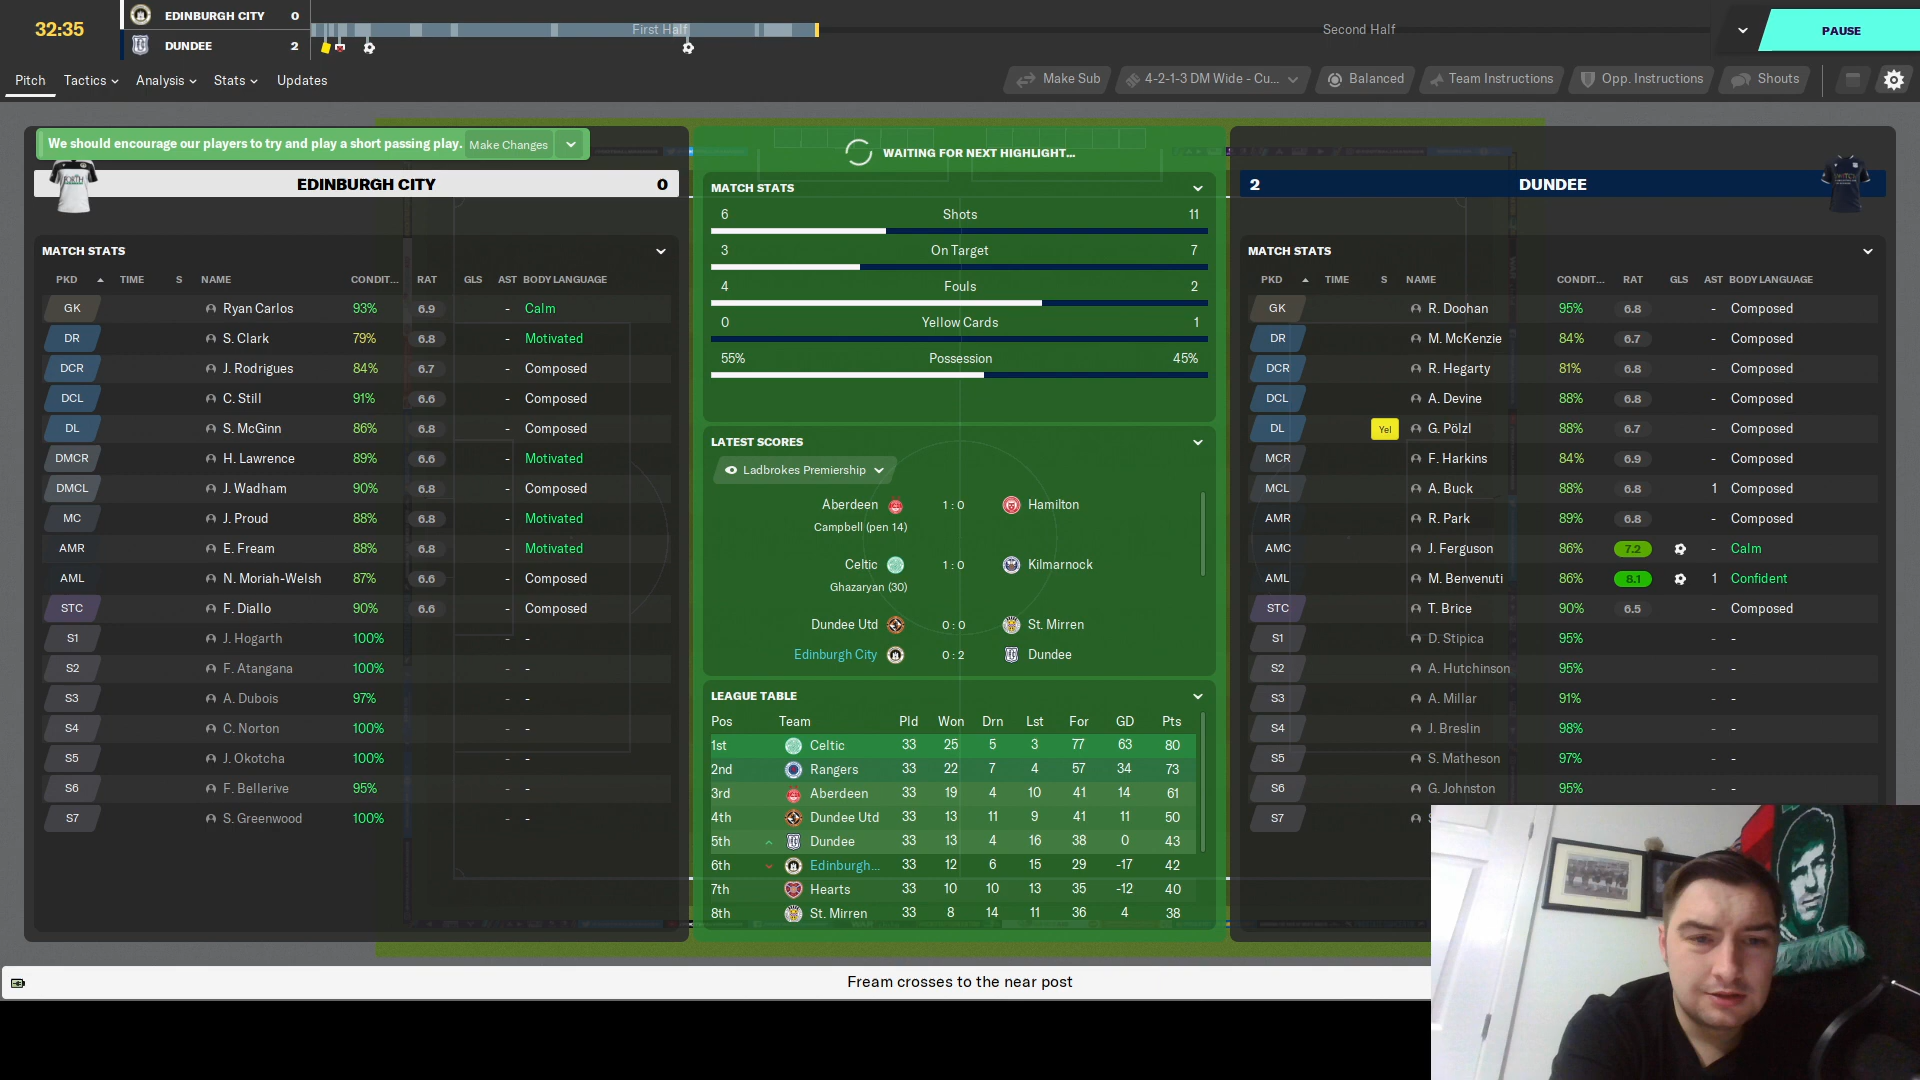 32:35
EDINBURGH CITY 0
DUNDEE 2
First Half
Second Half
PAUSE
Pitch Tactics Analysis Stats Updates
Make Sub 4-2-1-3 DM Wide - Cu... Balanced Team Instructions Opp. Instructions Shouts
We should encourage our players to try and play a short passing play. Make Changes
EDINBURGH CITY 0
MATCH STATS
PKD TIME S NAME CONDIT... RAT GLS AST BODY LANGUAGE
GK Ryan Carlos 93% 6.9 - Calm
DR S. Clark 79% 6.8 - Motivated
DCR J. Rodrigues 84% 6.7 - Composed
DCL C. Still 91% 6.6 - Composed
DL S. McGinn 86% 6.8 - Composed
DMCR H. Lawrence 89% 6.6 - Motivated
DMCL J. Wadham 90% 6.8 - Composed
MC J. Proud 88% 6.8 - Motivated
AMR E. Fream 88% 6.8 - Motivated
AML N. Moriah-Welsh 87% 6.6 - Composed
STC F. Diallo 90% 6.6 - Composed
S1 J. Hogarth 100% - -
S2 F. Atangana 100% - -
S3 A. Dubois 97% - -
S4 C. Norton 100% - -
S5 J. Okotcha 100% - -
S6 F. Bellerive 95% - -
S7 S. Greenwood 100% - -
WAITING FOR NEXT HIGHLIGHT...
MATCH STATS
6 Shots 11
3 On Target 7
4 Fouls 2
0 Yellow Cards 1
55% Possession 45%
LATEST SCORES
Ladbrokes Premiership
Aberdeen 1 : 0 Hamilton
Campbell (pen 14)
Celtic 1 : 0 Kilmarnock
Ghazaryan (30)
Dundee Utd 0 : 0 St. Mirren
Edinburgh City 0 : 2 Dundee
LEAGUE TABLE
Pos Team Pld Won Drn Lst For GD Pts
1st Celtic 33 25 5 3 77 63 80
2nd Rangers 33 22 7 4 57 34 73
3rd Aberdeen 33 19 4 10 41 14 61
4th Dundee Utd 33 13 11 9 41 11 50
5th Dundee 33 13 4 16 38 0 43
6th Edinburgh... 33 12 6 15 29 -17 42
7th Hearts 33 10 10 13 35 -12 40
8th St. Mirren 33 8 14 11 36 4 38
2 DUNDEE
MATCH STATS
PKD TIME S NAME CONDIT... RAT GLS AST BODY LANGUAGE
GK R. Doohan 95% 6.8 - Composed
DR M. McKenzie 84% 6.7 - Composed
DCR R. Hegarty 81% 6.8 - Composed
DCL A. Devine 88% 6.8 - Composed
DL Yel G. Pölzl 88% 6.7 - Composed
MCR F. Harkins 84% 6.9 - Composed
MCL A. Buck 88% 6.8 1 Composed
AMR R. Park 89% 6.8 - Composed
AMC J. Ferguson 86% 7.2 - Calm
AML M. Benvenuti 86% 8.1 1 Confident
STC T. Brice 90% 6.5 - Composed
S1 D. Stipica 95% - -
S2 A. Hutchinson 95% - -
S3 A. Millar 91% - -
S4 J. Breslin 98% - -
S5 S. Matheson 97% - -
S6 G. Johnston 95% - -
S7
Fream crosses to the near post